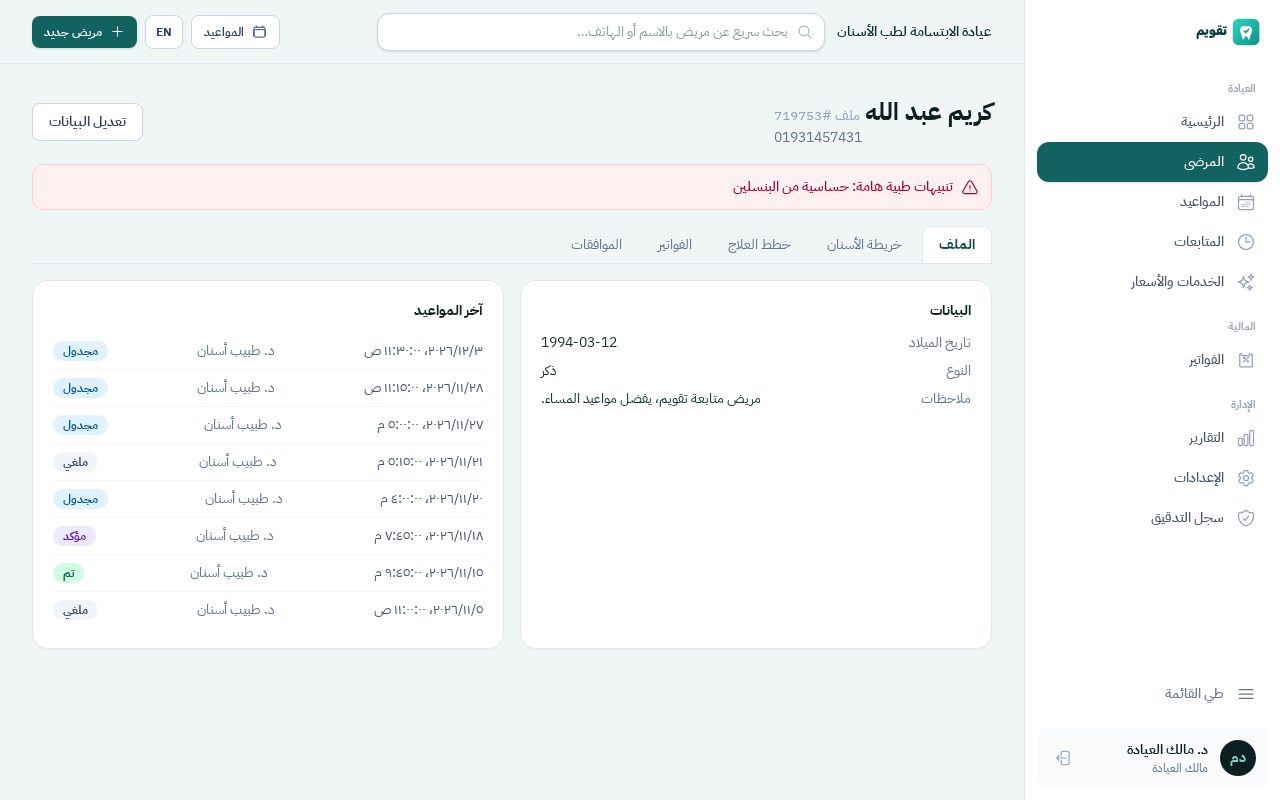 تقويم
العيادة
الرئيسية
المرضى
المواعيد
المتابعات
الخدمات والأسعار
المالية
الفواتير
الإدارة
التقارير
الإعدادات
سجل التدقيق
طي القائمة
دم
د. مالك العيادة
مالك العيادة
عيادة الابتسامة لطب الأسنان
بحث سريع عن مريض بالاسم أو الهاتف...
المواعيد
EN
مريض جديد
كريم عبد الله ملف #719753
01931457431
تعديل البيانات
تنبيهات طبية هامة: حساسية من البنسلين
الملف خريطة الأسنان خطط العلاج الفواتير الموافقات
البيانات
تاريخ الميلاد 1994-03-12
النوع ذكر
ملاحظات مريض متابعة تقويم، يفضل مواعيد المساء.
آخر المواعيد
٢٠٢٦/١٢/٣، ١١:٣٠:٠٠ ص د. طبيب أسنان مجدول
٢٠٢٦/١١/٢٨، ١١:١٥:٠٠ ص د. طبيب أسنان مجدول
٢٠٢٦/١١/٢٧، ٥:٠٠:٠٠ م د. طبيب أسنان مجدول
٢٠٢٦/١١/٢١، ٥:١٥:٠٠ م د. طبيب أسنان ملغي
٢٠٢٦/١١/٢٠، ٤:٠٠:٠٠ م د. طبيب أسنان مجدول
٢٠٢٦/١١/١٨، ٧:٤٥:٠٠ م د. طبيب أسنان مؤكد
٢٠٢٦/١١/١٥، ٩:٤٥:٠٠ م د. طبيب أسنان تم
٢٠٢٦/١١/٥، ١١:٠٠:٠٠ ص د. طبيب أسنان ملغي